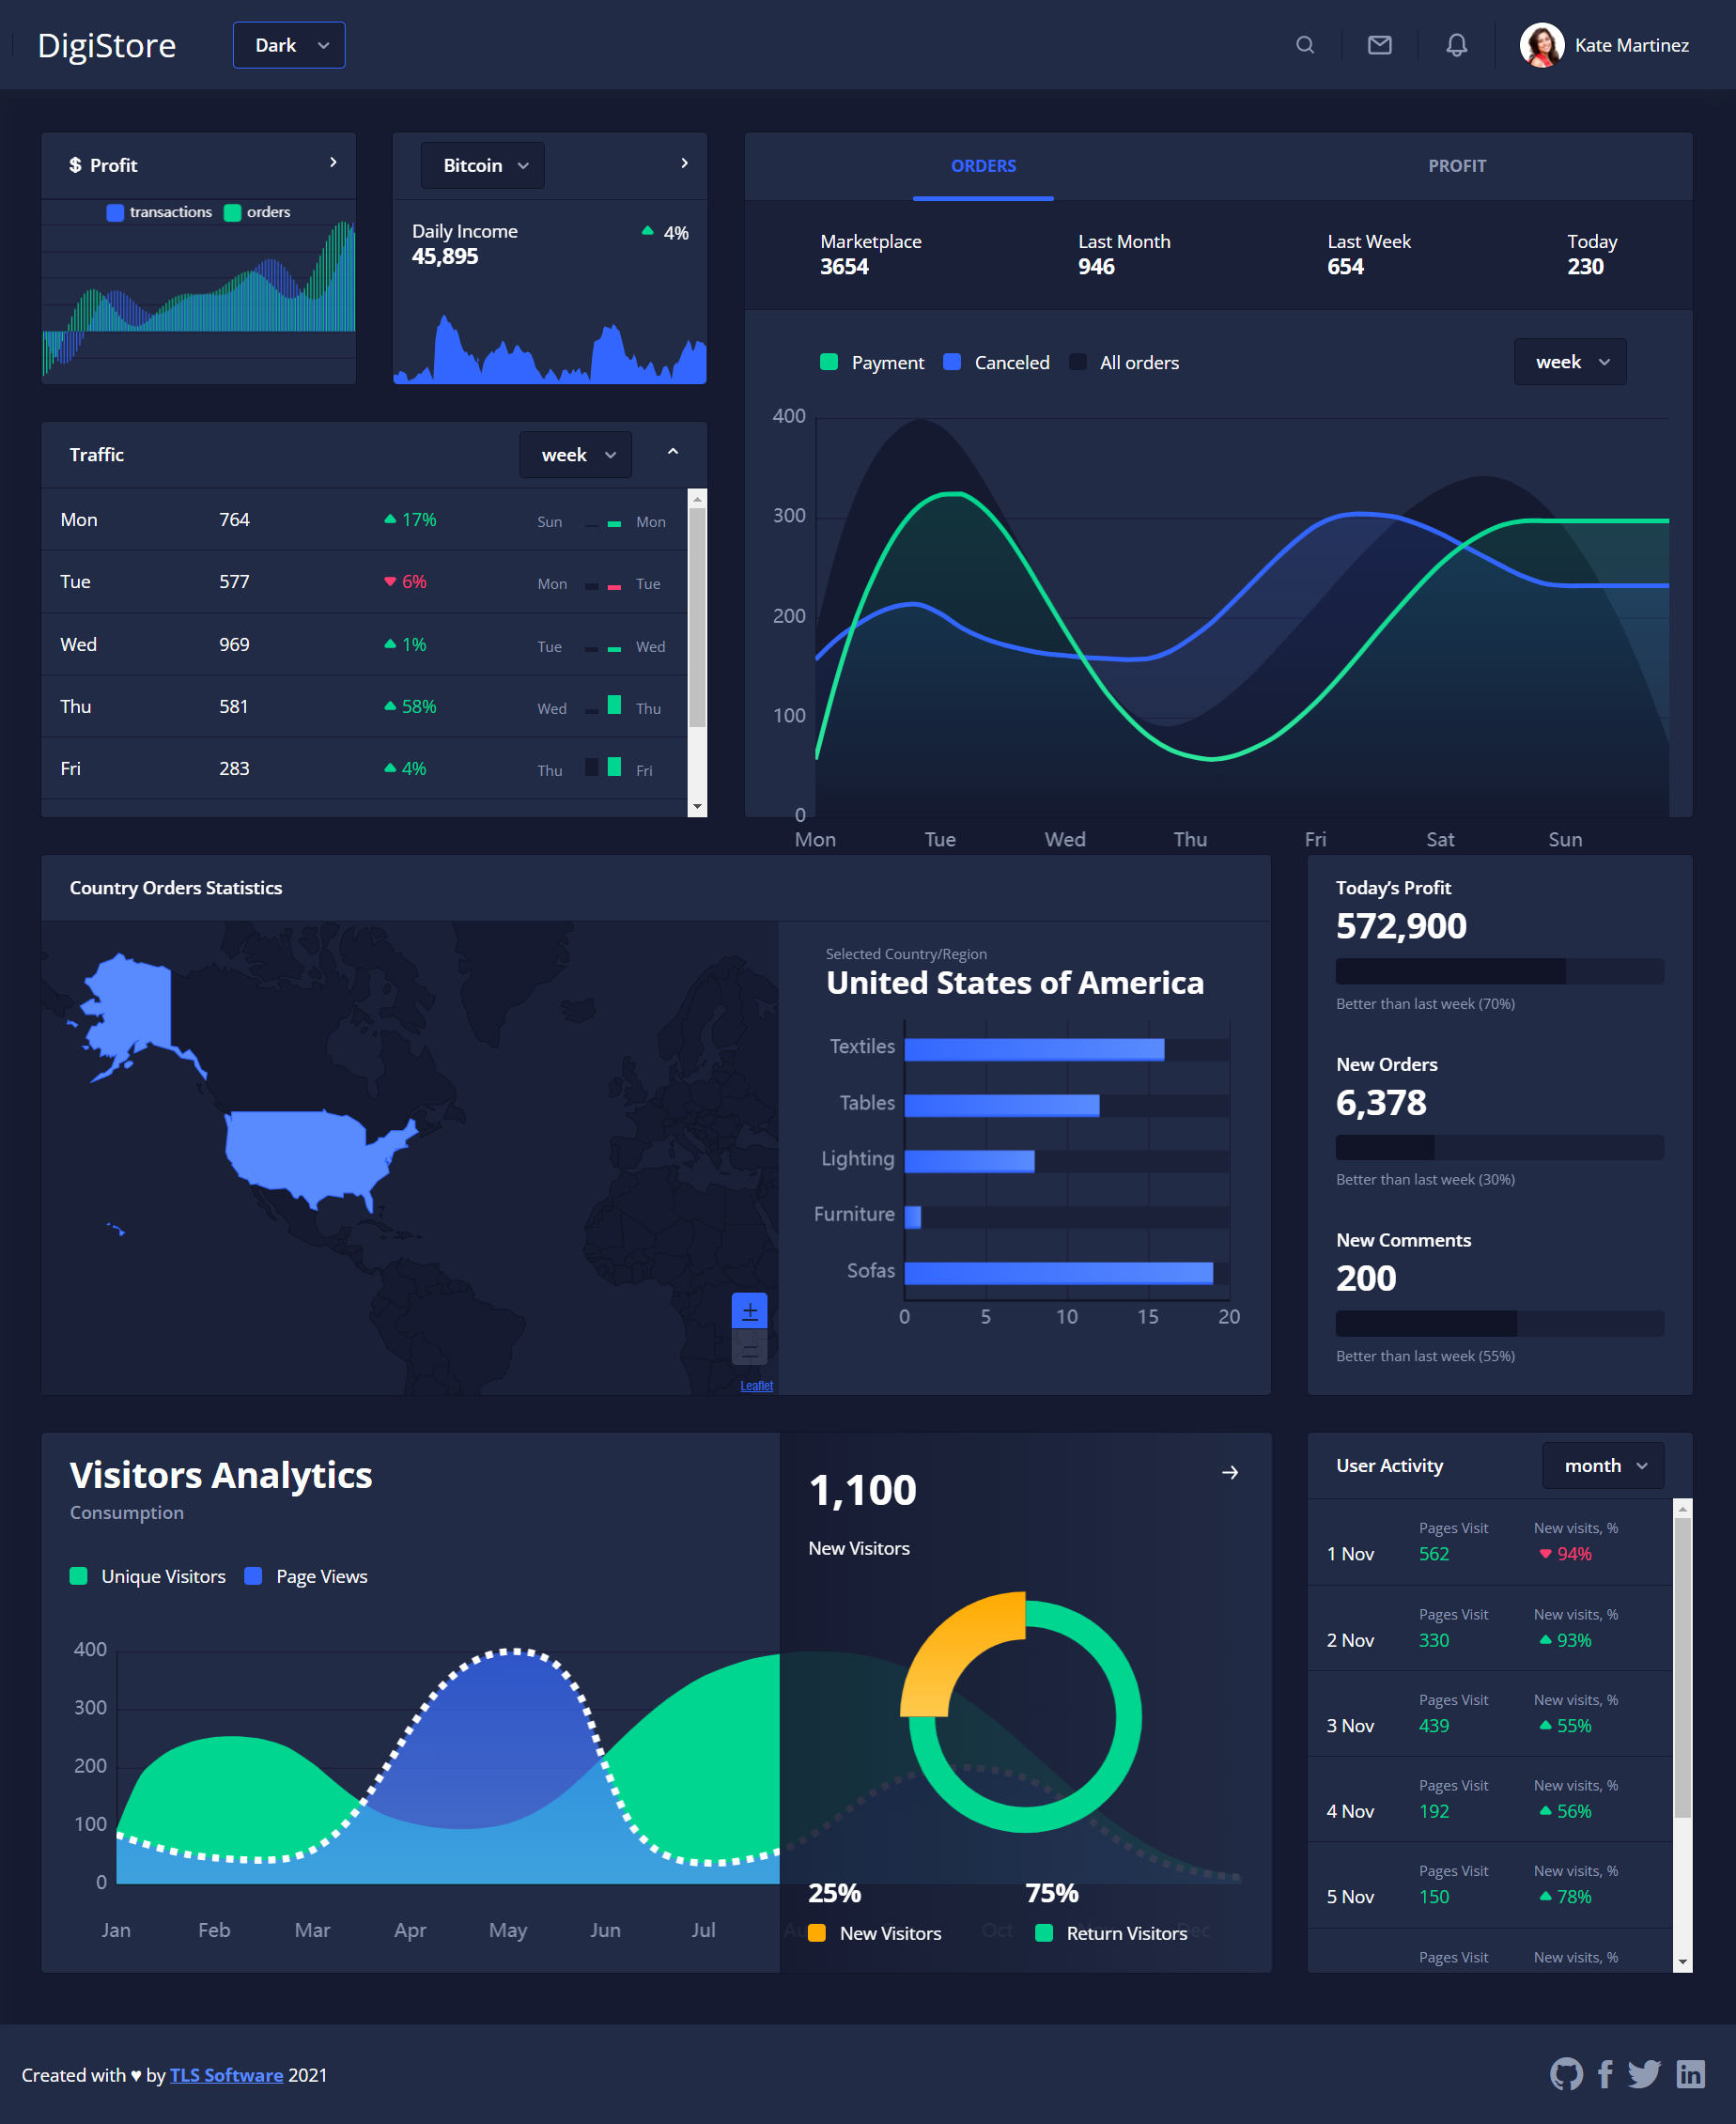 DigiStore
Dark
Kate Martinez
$ Profit
transactions orders
Bitcoin
Daily Income
45,895
4%
ORDERS PROFIT
Marketplace Last Month Last Week Today
3654 946 654 230
Payment Canceled All orders
week
400
300
200
100
0
Mon Tue Wed Thu Fri Sat Sun
Traffic
week
Mon 764 17% Sun Mon
Tue 577 6% Mon Tue
Wed 969 1% Tue Wed
Thu 581 58% Wed Thu
Fri 283 4% Thu Fri
Country Orders Statistics
Leaflet
Selected Country/Region
United States of America
Textiles
Tables
Lighting
Furniture
Sofas
0 5 10 15 20
Today's Profit
572,900
Better than last week (70%)
New Orders
6,378
Better than last week (30%)
New Comments
200
Better than last week (55%)
Visitors Analytics
Consumption
Unique Visitors Page Views
400
300
200
100
0
Jan Feb Mar Apr May Jun Jul
Oct
1,100
New Visitors
25% 75%
New Visitors Return Visitors
User Activity
month
Pages Visit New visits, %
1 Nov 562 94%
Pages Visit New visits, %
2 Nov 330 93%
Pages Visit New visits, %
3 Nov 439 55%
Pages Visit New visits, %
4 Nov 192 56%
Pages Visit New visits, %
5 Nov 150 78%
Pages Visit New visits, %
Created with ♥ by TLS Software 2021